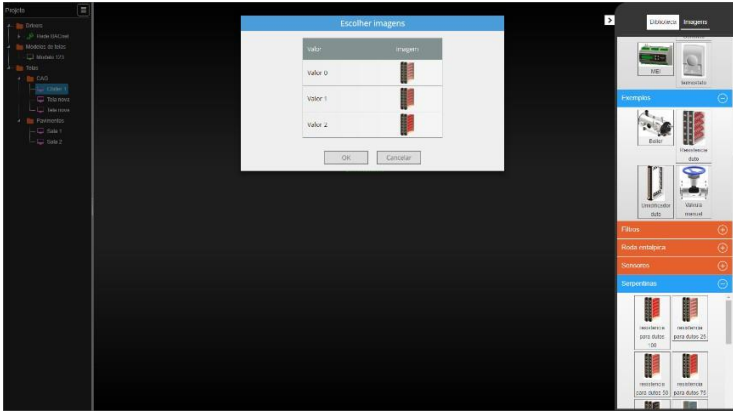 Projeto
Drivers
Rede BACnet
Modelos de telas
Modulo 125
Telas
CAG
Chiller 1
Tela nova
Tela nova
Pavimentos
Sala 1
Sala 2
Escolher imagens
Valor Imagem
Valor 0
Valor 1
Valor 2
OK Cancelar
Biblioteca Imagens
MEI
Exemplos
Boiler
Resistencia
duto
Umidificador
duto
Valvula
manual
Filtros
Roda entalpica
Sensores
Serpentinas
resistencia
para dutos
100
resistencia
para dutos 25
resistencia
para dutos 50
resistencia
para dutos 75